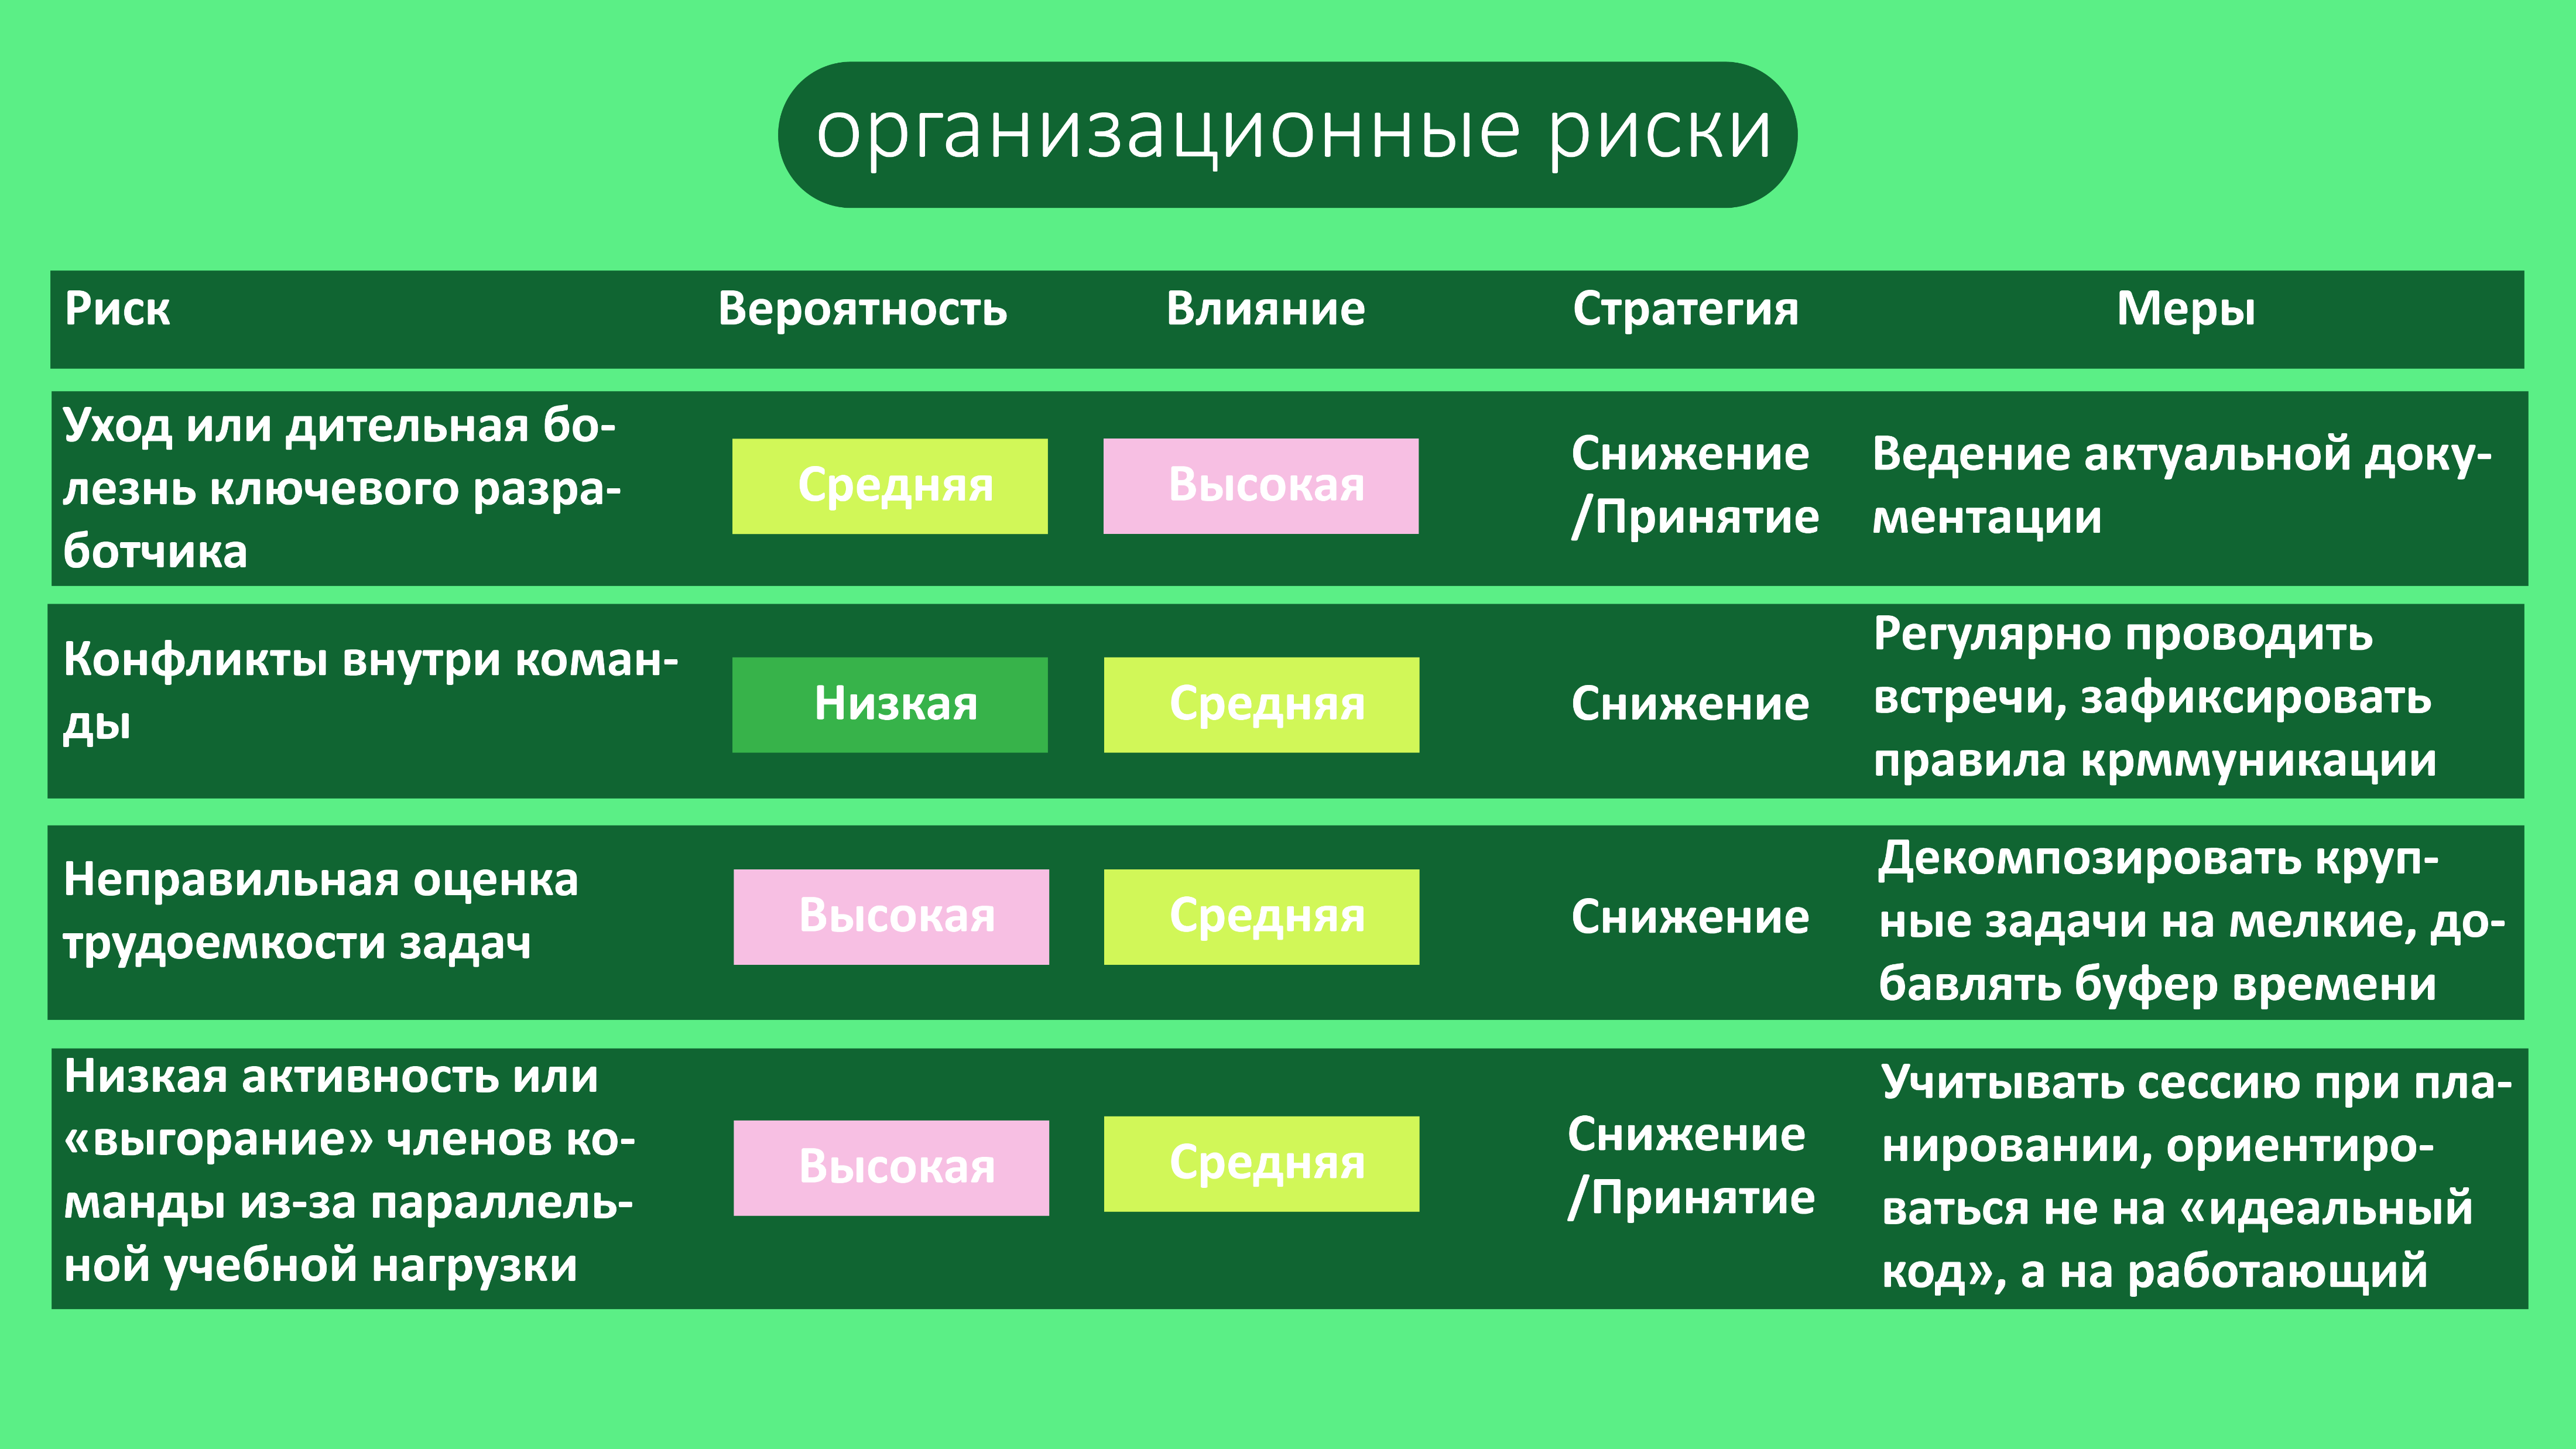 организационные риски
Риск Вероятность Влияние Стратегия Меры
Уход или дительная бо-
лезнь ключевого разра-
ботчика
Средняя
Высокая
Снижение
/Принятие
Ведение актуальной доку-
ментации
Конфликты внутри коман-
ды
Низкая
Средняя
Снижение
Регулярно проводить
встречи, зафиксировать
правила крммуникации
Неправильная оценка
трудоемкости задач
Высокая
Средняя
Снижение
Декомпозировать круп-
ные задачи на мелкие, до-
бавлять буфер времени
Низкая активность или
«выгорание» членов ко-
манды из-за параллель-
ной учебной нагрузки
Высокая
Средняя
Снижение
/Принятие
Учитывать сессию при пла-
нировании, ориентиро-
ваться не на «идеальный
код», а на работающий